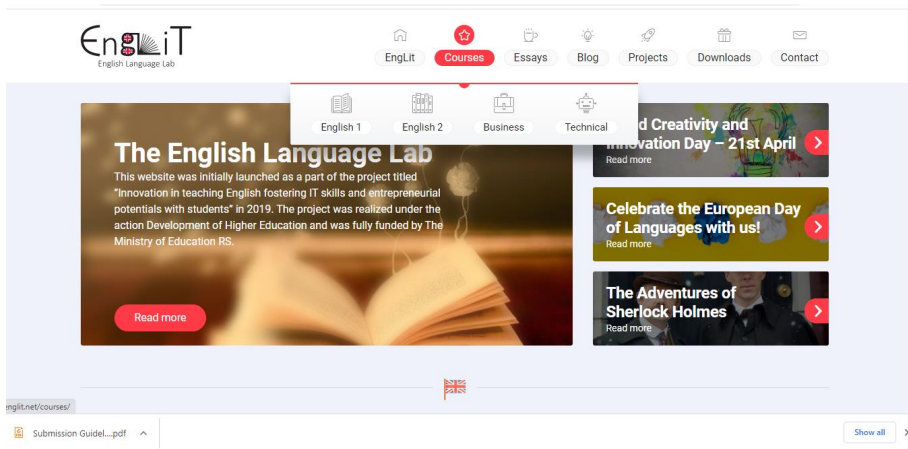 EngliT
English Language Lab
EngLit
Courses
Essays
Blog
Projects
Downloads
Contact
English 1
English 2
Business
Technical
The English Language Lab
This website was initially launched as a part of the project titled
"Innovation in teaching English fostering IT skills and entrepreneurial
potentials with students" in 2019. The project was realized under the
action Development of Higher Education and was fully funded by The
Ministry of Education RS.
Read more
d Creativity and
Innovation Day – 21st April
Read more
Celebrate the European Day
of Languages with us!
Read more
The Adventures of
Sherlock Holmes
Read more
englit.net/courses/
Submission Guidel....pdf
Show all